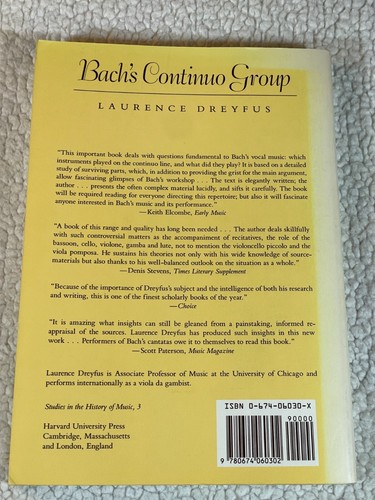 Bach's Continuo Group
LAURENCE DREYFUS
"This important book deals with questions fundamental to Bach's vocal music: which
instruments played on the continuo line, and what did they play? It is based on a detailed
study of surviving parts, which, in addition to providing the grist for the main argument,
allow fascinating glimpses of Bach's workshop . . . The text is elegantly written; the
author . . . presents the often complex material lucidly, and sifts it carefully. The book
will be required reading for everyone directing this repertoire; but also it will fascinate
anyone interested in Bach's music and its performance."
—Keith Elcombe, Early Music
"A book of this range and quality has long been needed . . . The author deals skillfully
with such controversial matters as the accompaniment of recitatives, the role of the
bassoon, cello, violone, gamba and lute, not to mention the violoncello piccolo and the
viola pomposa. He sustains his theories not only with his wide knowledge of source-
materials but also thanks to his well-balanced outlook on the situation as a whole."
—Denis Stevens, Times Literary Supplement
"Because of the importance of Dreyfus's subject and the intelligence of both his research
and writing, this is one of the finest scholarly books of the year."
—Choice
"It is amazing what insights can still be gleaned from a painstaking, informed re-
appraisal of the sources. Laurence Dreyfus has produced such insights in this new
work . . . Performers of Bach's cantatas owe it to themselves to read this book."
—Scott Paterson, Music Magazine
Laurence Dreyfus is Associate Professor of Music at the University of Chicago and
performs internationally as a viola da gambist.
Studies in the History of Music, 3
Harvard University Press
Cambridge, Massachusetts
and London, England
ISBN 0-674-06030-X
90000
9 780674 060302